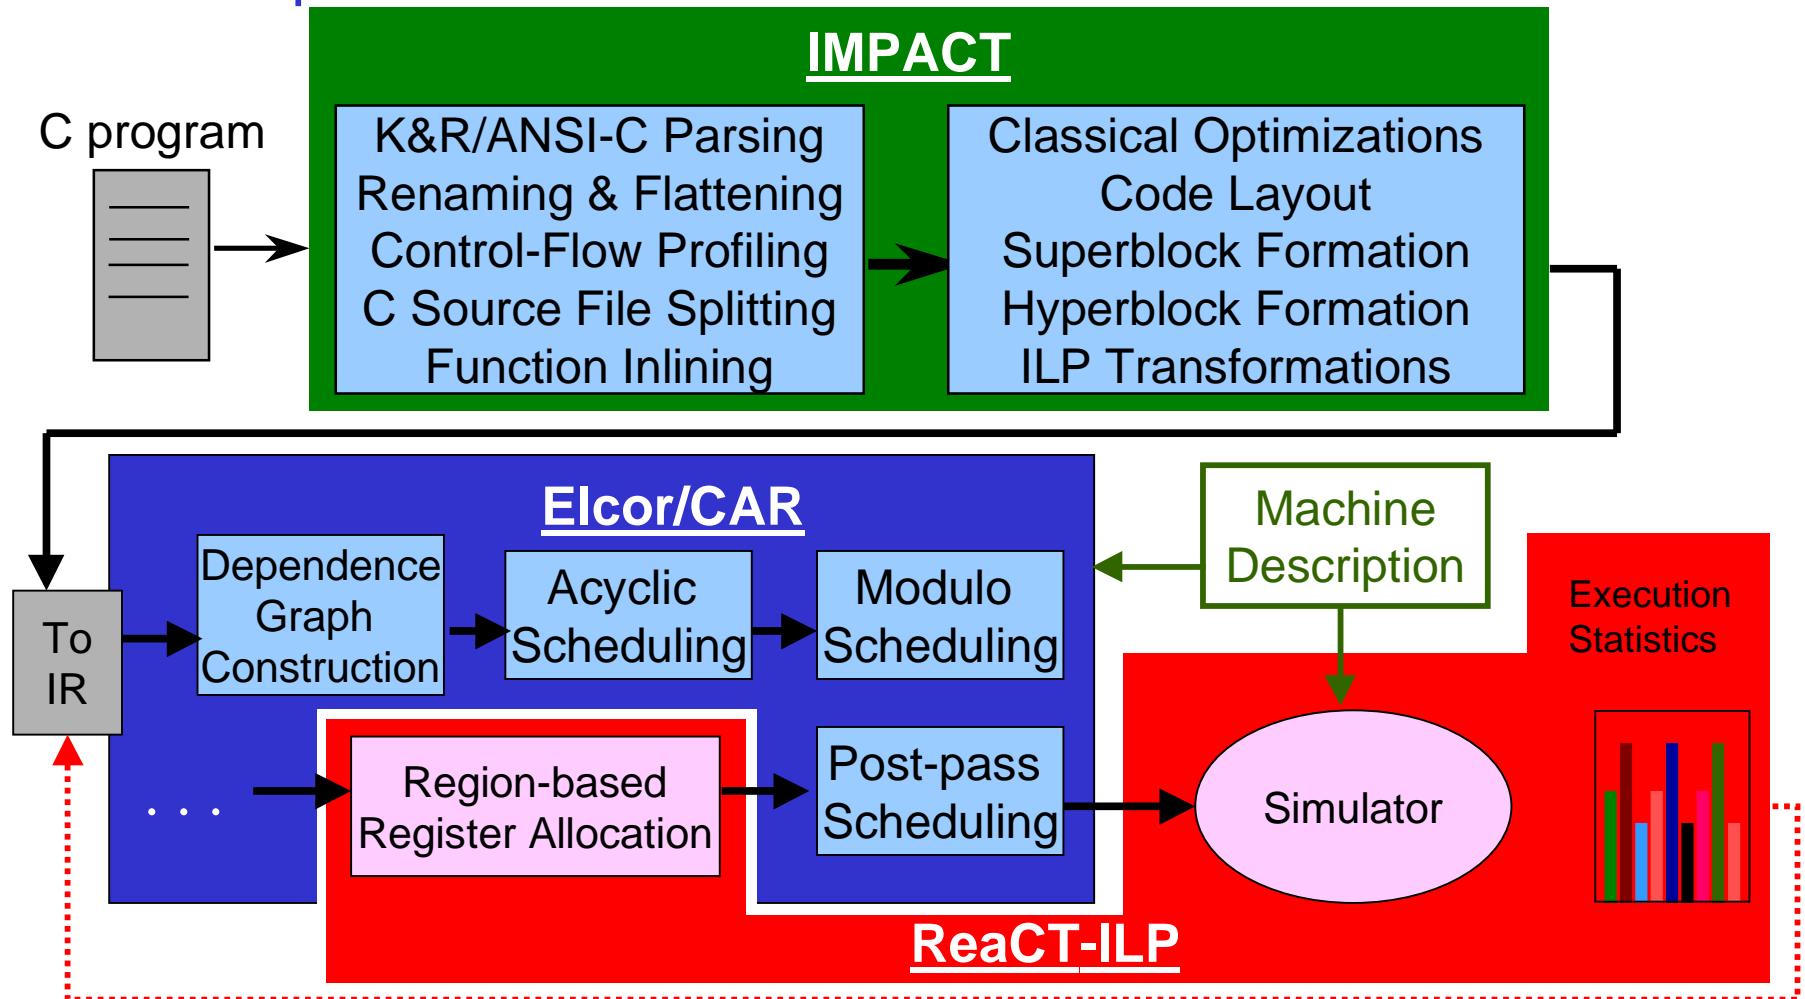 IMPACT
C program
K&R/ANSI-C Parsing
Renaming & Flattening
Control-Flow Profiling
C Source File Splitting
Function Inlining
Classical Optimizations
Code Layout
Superblock Formation
Hyperblock Formation
ILP Transformations
Elcor/CAR
Machine
Description
Dependence
Graph
Construction
Acyclic
Scheduling
Modulo
Scheduling
Execution
Statistics
To
IR
. . .
Region-based
Register Allocation
Post-pass
Scheduling
Simulator
ReaCT-ILP